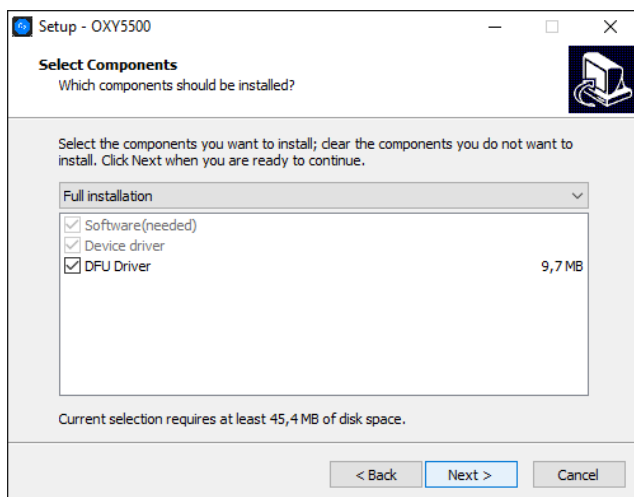 Setup - OXY5500
Select Components
Which components should be installed?
Select the components you want to install; clear the components you do not want to
install. Click Next when you are ready to continue.
Full installation
Software(needed)
Device driver
DFU Driver 9,7 MB
Current selection requires at least 45,4 MB of disk space.
< Back Next > Cancel